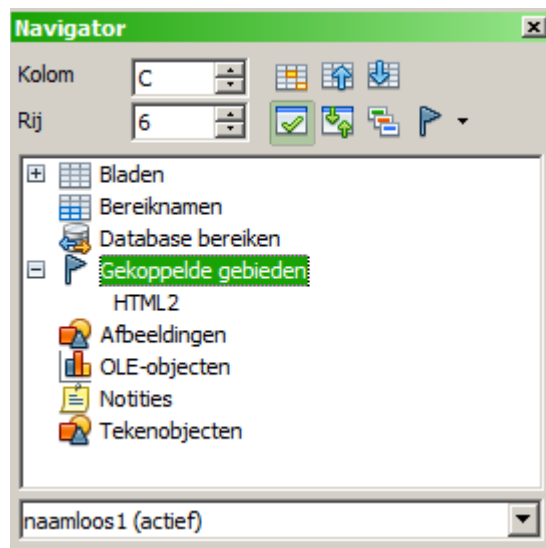 Navigator
Kolom C
Rij 6
Bladen
Bereiknamen
Database bereiken
Gekoppelde gebieden
HTML2
Afbeeldingen
OLE-objecten
Notities
Tekenobjecten
naamloos1 (actief)